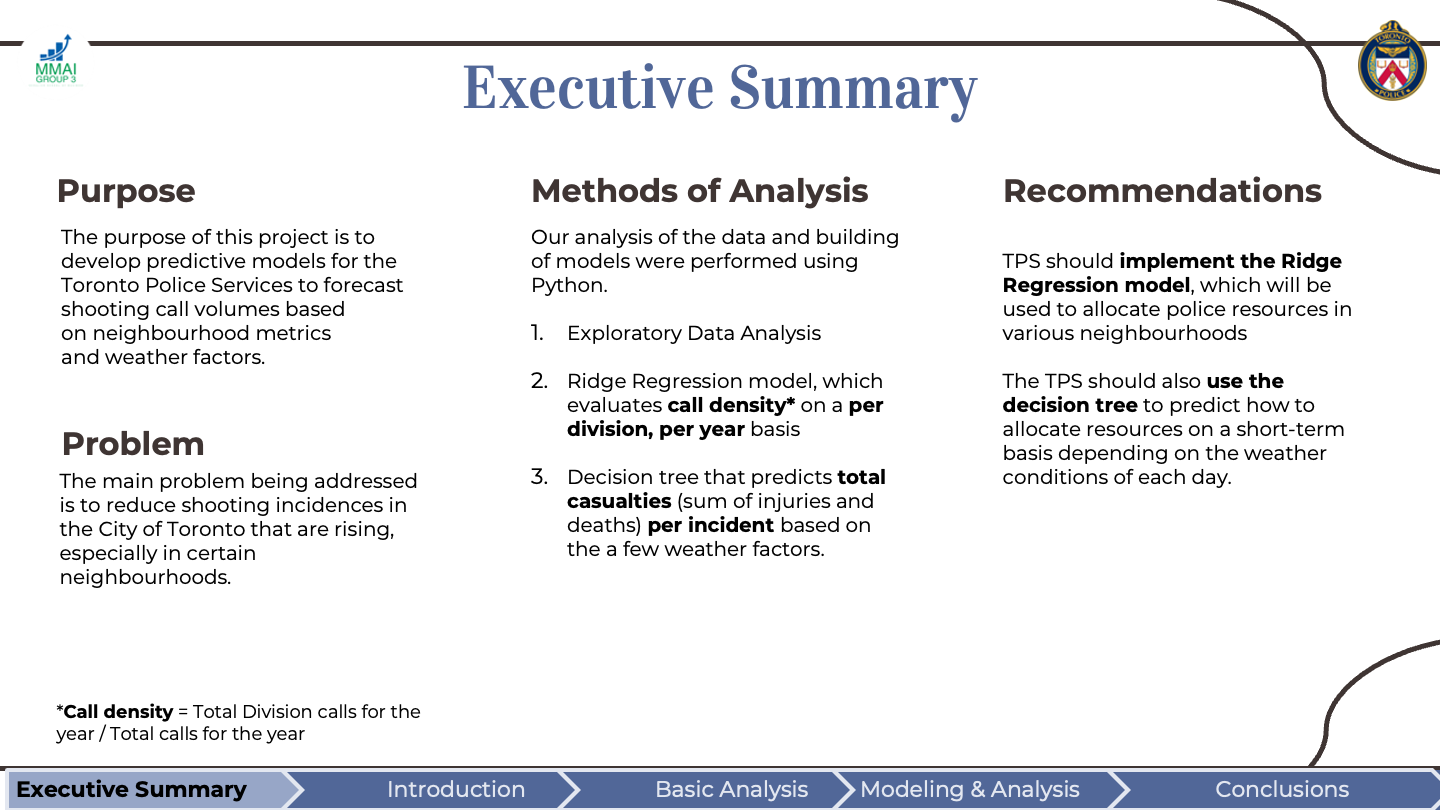 MMAI
GROUP 3
TORONTO
POLICE
Executive Summary
Purpose
The purpose of this project is to
develop predictive models for the
Toronto Police Services to forecast
shooting call volumes based
on neighbourhood metrics
and weather factors.
Problem
The main problem being addressed
is to reduce shooting incidences in
the City of Toronto that are rising,
especially in certain
neighbourhoods.
*Call density = Total Division calls for the
year / Total calls for the year
Methods of Analysis
Our analysis of the data and building
of models were performed using
Python.
1. Exploratory Data Analysis
2. Ridge Regression model, which
evaluates call density* on a per
division, per year basis
3. Decision tree that predicts total
casualties (sum of injuries and
deaths) per incident based on
the a few weather factors.
Recommendations
TPS should implement the Ridge
Regression model, which will be
used to allocate police resources in
various neighbourhoods
The TPS should also use the
decision tree to predict how to
allocate resources on a short-term
basis depending on the weather
conditions of each day.
Executive Summary
Introduction
Basic Analysis
Modeling & Analysis
Conclusions